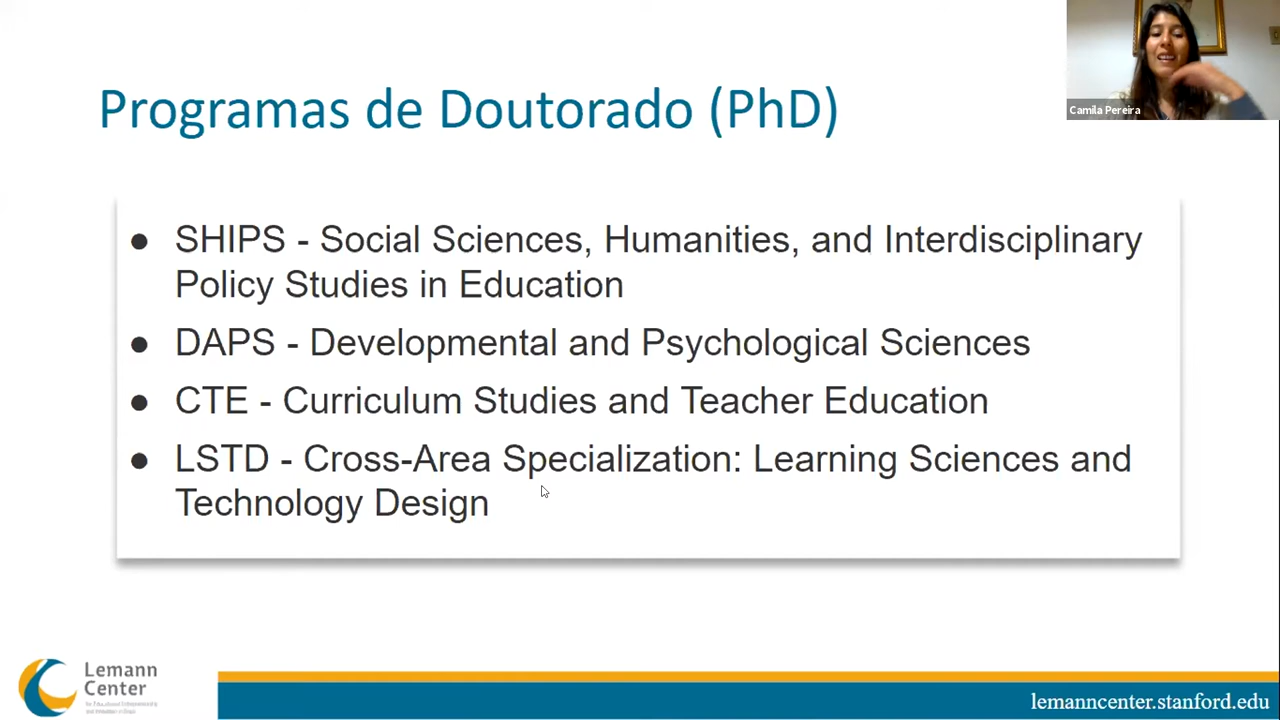 Camila Pereira
Programas de Doutorado (PhD)
● SHIPS - Social Sciences, Humanities, and Interdisciplinary
Policy Studies in Education
● DAPS - Developmental and Psychological Sciences
● CTE - Curriculum Studies and Teacher Education
● LSTD - Cross-Area Specialization: Learning Sciences and
Technology Design
Lemann
Center
lemanncenter.stanford.edu